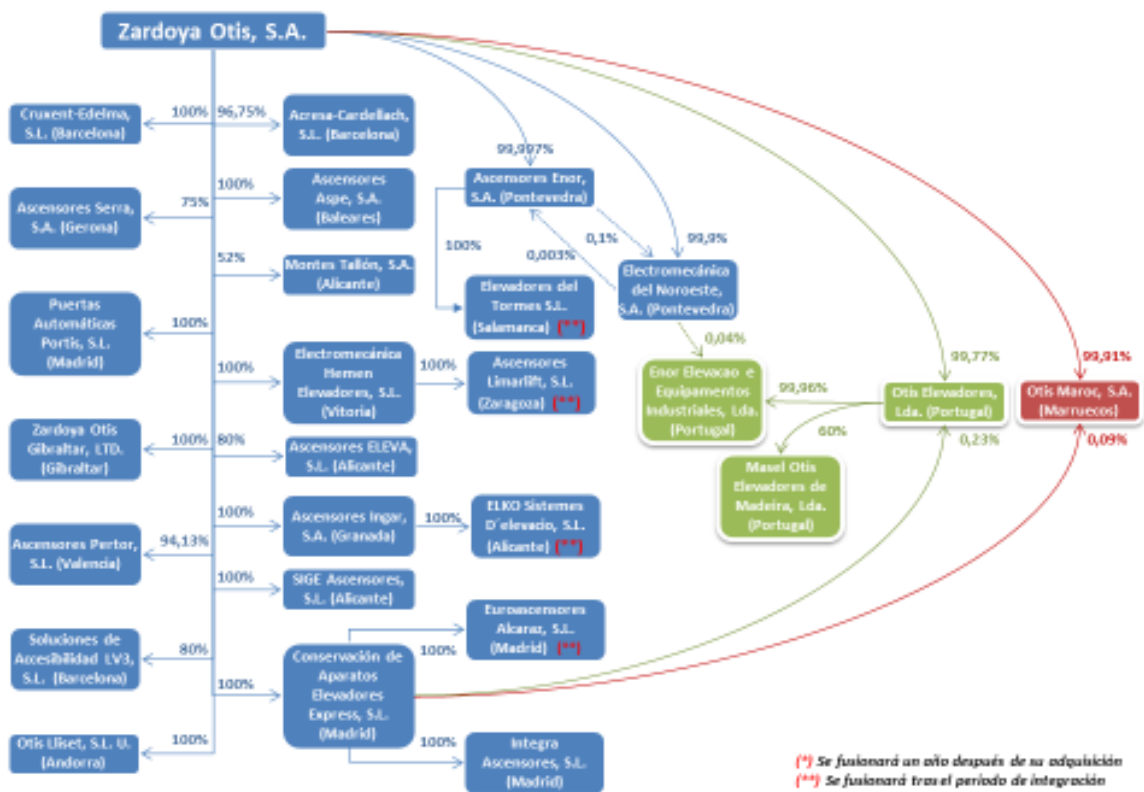 Zardoya Otis, S.A.
Cruxent-Edelma,
S.L. (Barcelona)
100%
96,75%
Acresa-Cardellach,
S.L. (Barcelona)
Ascensores Serra,
S.A. (Gerona)
75%
100%
Ascensores
Aspe, S.A.
(Baleares)
52%
Montes Tallón, S.A.
(Alicante)
Puertas
Automáticas
Portis, S.L.
(Madrid)
100%
100%
Electromecánica
Hemen
Elevadores, S.L.
(Vitoria)
100%
Ascensores
Limarlift, S.L.
(Zaragoza) (**)
Zardoya Otis
Gibraltar, LTD.
(Gibraltar)
100%
80%
Ascensores ELEVA,
S.L. (Alicante)
100%
Ascensores Ingar,
S.A. (Granada)
100%
ELKO Sistemes
D´elevacio, S.L.
(Alicante) (**)
Ascensores Pertor,
S.L. (Valencia)
94,13%
100%
SIGE Ascensores,
S.L. (Alicante)
Soluciones de
Accesibilidad LV3,
S.L. (Barcelona)
80%
100%
Conservación de
Aparatos
Elevadores
Express, S.L.
(Madrid)
100%
Euroascensores
Alcaraz, S.L.
(Madrid) (**)
100%
Integra
Ascensores, S.L.
(Madrid)
Otis Lliset, S.L. U.
(Andorra)
100%
99,997%
Ascensores Enor,
S.A. (Pontevedra)
100%
0,003%
0,1%
99,9%
Electromecánica
del Noroeste,
S.A. (Pontevedra)
Elevadores del
Tormes S.L.
(Salamanca) (**)
0,04%
Enor Elevacao e
Equipamentos
Industriales, Lda.
(Portugal)
99,96%
99,77%
Otis Elevadores,
Lda. (Portugal)
0,23%
60%
Masel Otis
Elevadores de
Madeira, Lda.
(Portugal)
99,91%
Otis Maroc, S.A.
(Marruecos)
0,09%
(*) Se fusionará un año después de su adquisición
(**) Se fusionará tras el periodo de integración